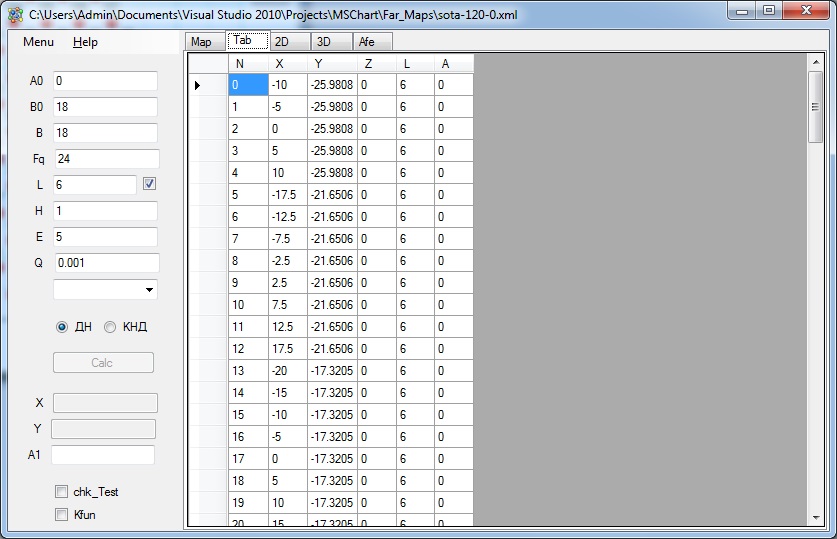 C:\Users\Admin\Documents\Visual Studio 2010\Projects\MSChart\Far_Maps\sota-120-0.xml
Menu Help
Map Tab 2D 3D Afe
A0 0
B0 18
B 18
Fq 24
L 6
H 1
E 5
Q 0.001
ДН КНД
Calc
X
Y
A1
chk_Test
Kfun
N X Y Z L A
0 -10 -25.9808 0 6 0
1 -5 -25.9808 0 6 0
2 0 -25.9808 0 6 0
3 5 -25.9808 0 6 0
4 10 -25.9808 0 6 0
5 -17.5 -21.6506 0 6 0
6 -12.5 -21.6506 0 6 0
7 -7.5 -21.6506 0 6 0
8 -2.5 -21.6506 0 6 0
9 2.5 -21.6506 0 6 0
10 7.5 -21.6506 0 6 0
11 12.5 -21.6506 0 6 0
12 17.5 -21.6506 0 6 0
13 -20 -17.3205 0 6 0
14 -15 -17.3205 0 6 0
15 -10 -17.3205 0 6 0
16 -5 -17.3205 0 6 0
17 0 -17.3205 0 6 0
18 5 -17.3205 0 6 0
19 10 -17.3205 0 6 0
20 15 -17.3205 0 6 0